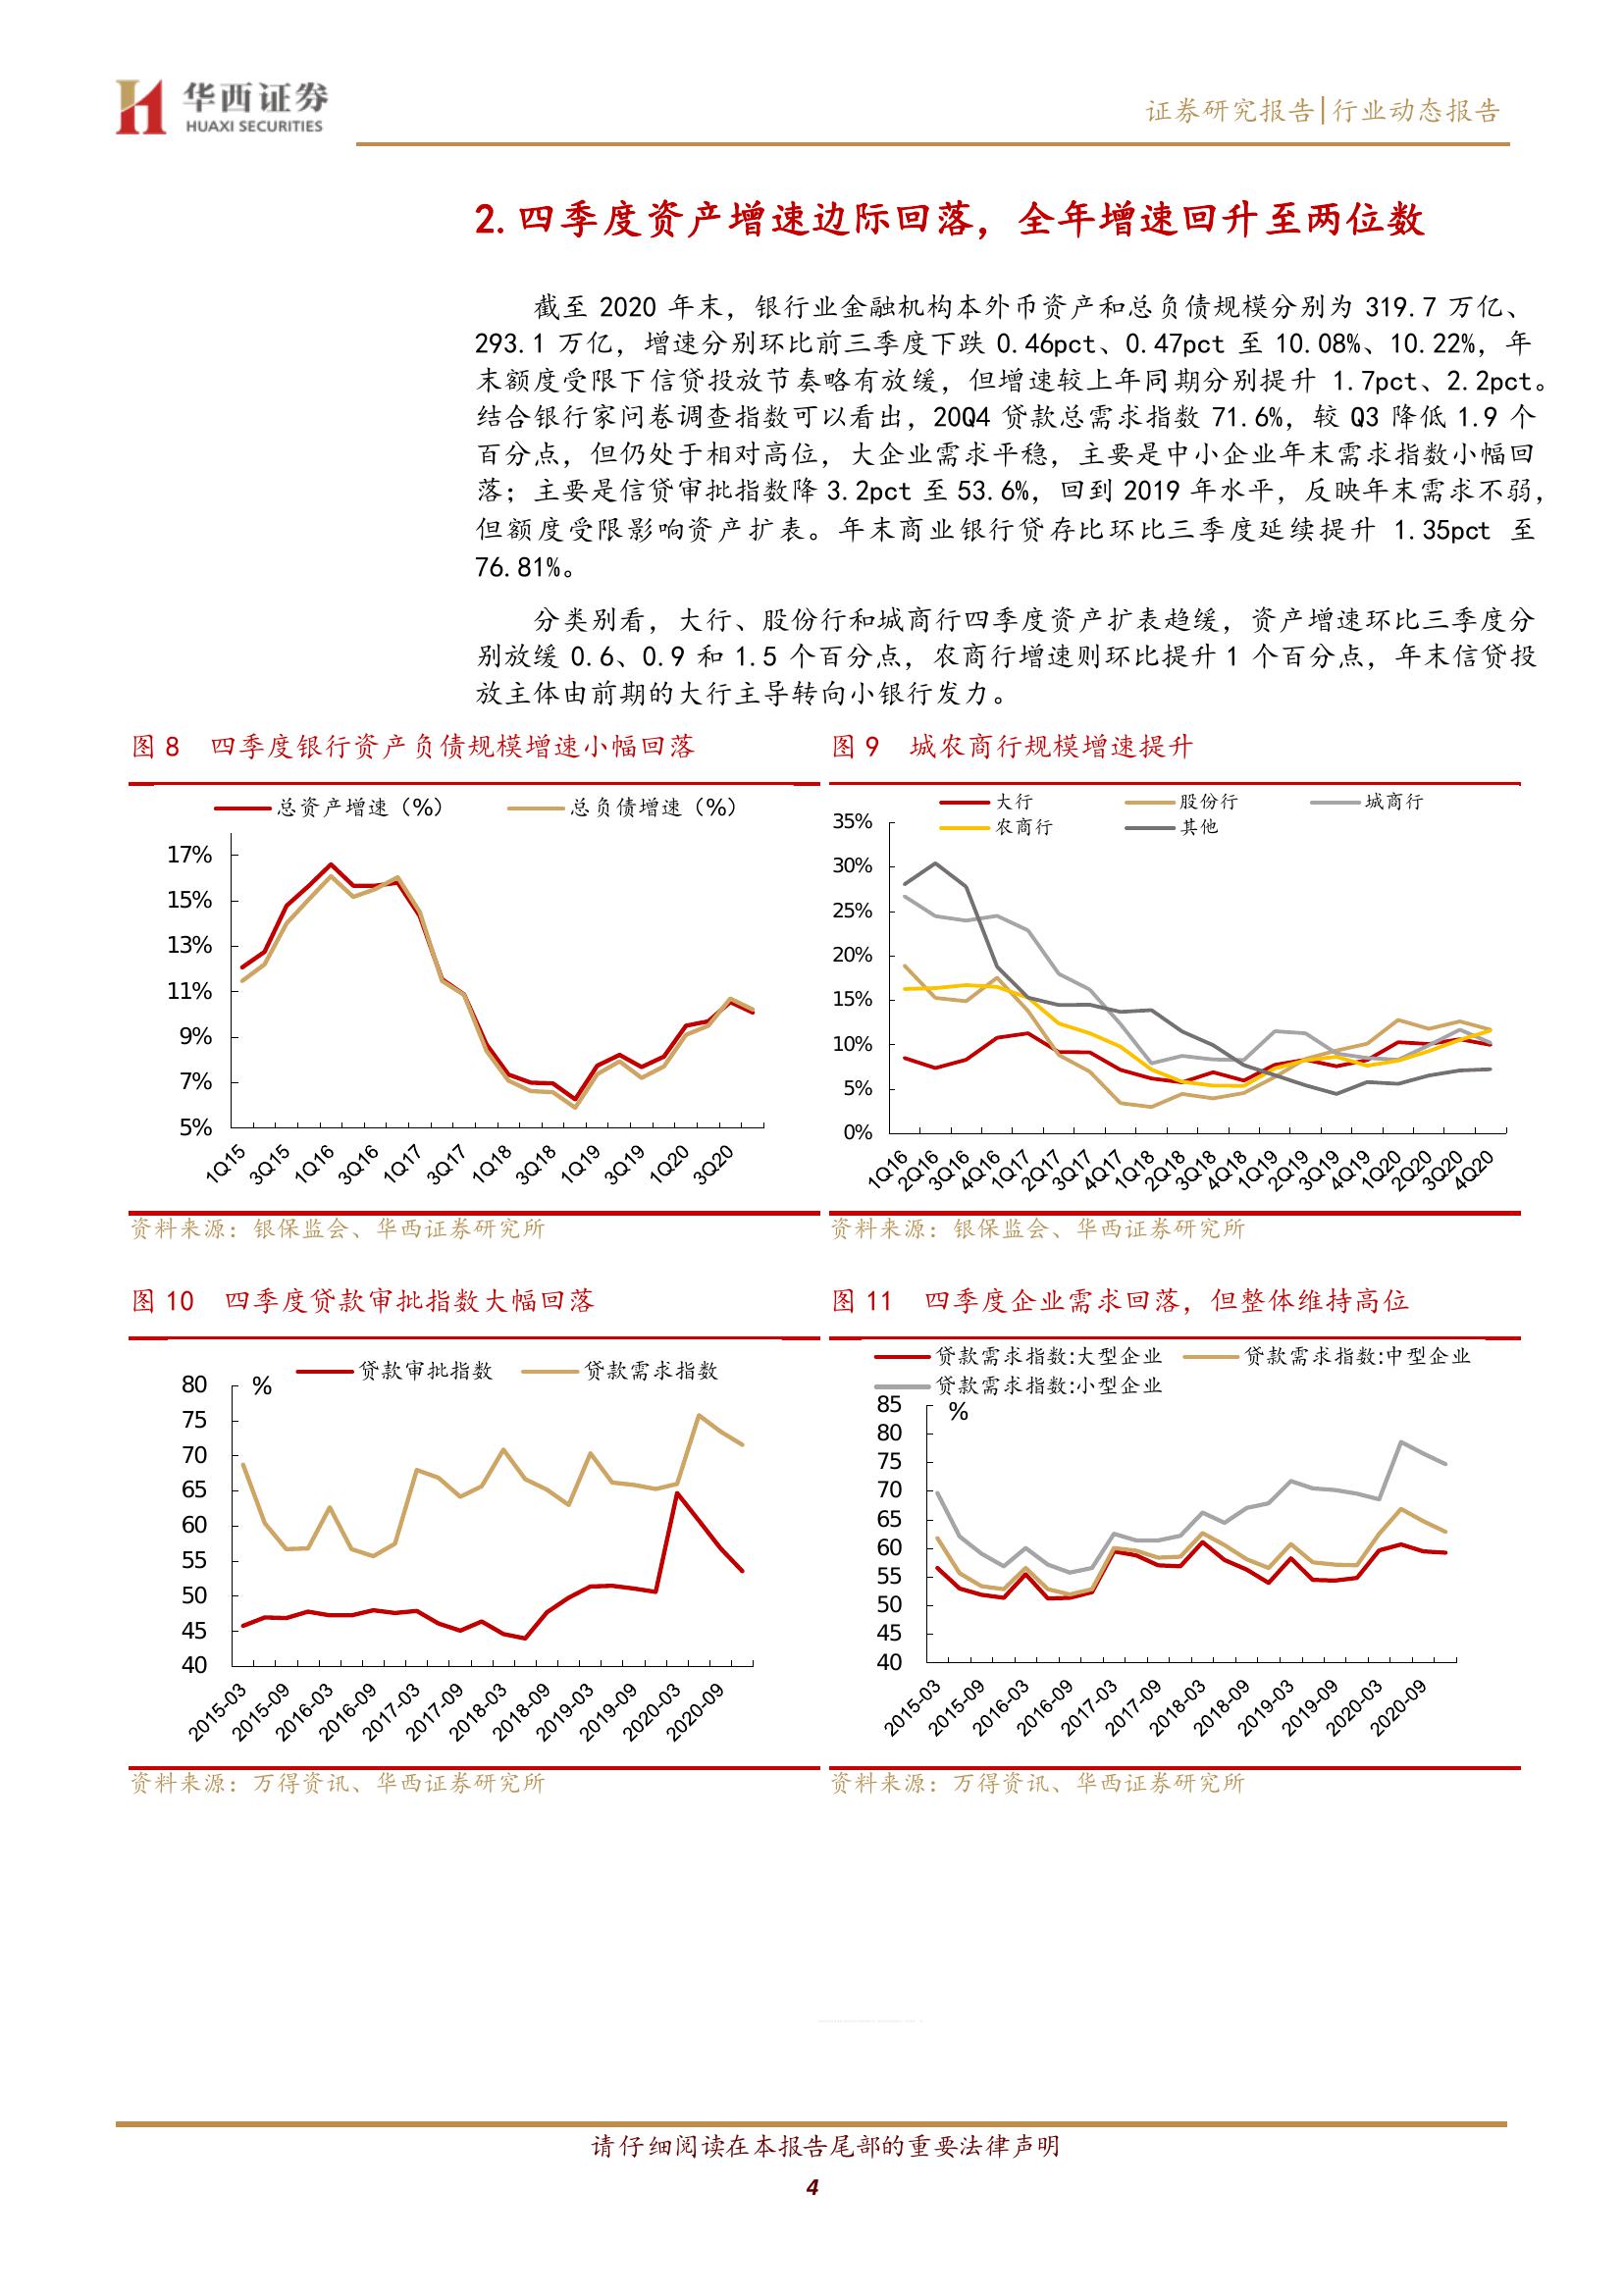 华西证券
HUAXI SECURITIES
证券研究报告|行业动态报告
2.四季度资产增速边际回落，全年增速回升至两位数
截至 2020 年末，银行业金融机构本外币资产和总负债规模分别为 319.7 万亿、
293.1 万亿，增速分别环比前三季度下跌 0.46pct、0.47pct 至 10.08%、10.22%，年
末额度受限下信贷投放节奏略有放缓，但增速较上年同期分别提升 1.7pct、2.2pct。
结合银行家问卷调查指数可以看出，20Q4 贷款总需求指数 71.6%，较 Q3 降低 1.9 个
百分点，但仍处于相对高位，大企业需求平稳，主要是中小企业年末需求指数小幅回
落；主要是信贷审批指数降 3.2pct 至 53.6%，回到 2019 年水平，反映年末需求不弱，
但额度受限影响资产扩表。年末商业银行贷存比环比三季度延续提升 1.35pct 至
76.81%。
分类别看，大行、股份行和城商行四季度资产扩表趋缓，资产增速环比三季度分
别放缓 0.6、0.9 和 1.5 个百分点，农商行增速则环比提升 1 个百分点，年末信贷投
放主体由前期的大行主导转向小银行发力。
图 8 四季度银行资产负债规模增速小幅回落
总资产增速（%） 总负债增速（%）
17%
15%
13%
11%
9%
7%
5%
1Q15 3Q15 1Q16 3Q16 1Q17 3Q17 1Q18 3Q18 1Q19 3Q19 1Q20 3Q20
资料来源：银保监会、华西证券研究所
图 9 城农商行规模增速提升
大行 股份行 城商行
农商行 其他
35%
30%
25%
20%
15%
10%
5%
0%
1Q16 2Q16 3Q16 4Q16 1Q17 2Q17 3Q17 4Q17 1Q18 2Q18 3Q18 4Q18 1Q19 2Q19 3Q19 4Q19 1Q20 2Q20 3Q20 4Q20
资料来源：银保监会、华西证券研究所
图 10 四季度贷款审批指数大幅回落
贷款审批指数 贷款需求指数
%
80
75
70
65
60
55
50
45
40
2015-03 2015-09 2016-03 2016-09 2017-03 2017-09 2018-03 2018-09 2019-03 2019-09 2020-03 2020-09
资料来源：万得资讯、华西证券研究所
图 11 四季度企业需求回落，但整体维持高位
贷款需求指数:大型企业 贷款需求指数:中型企业
贷款需求指数:小型企业
%
85
80
75
70
65
60
55
50
45
40
2015-03 2015-09 2016-03 2016-09 2017-03 2017-09 2018-03 2018-09 2019-03 2019-09 2020-03 2020-09
资料来源：万得资讯、华西证券研究所
请仔细阅读在本报告尾部的重要法律声明
4